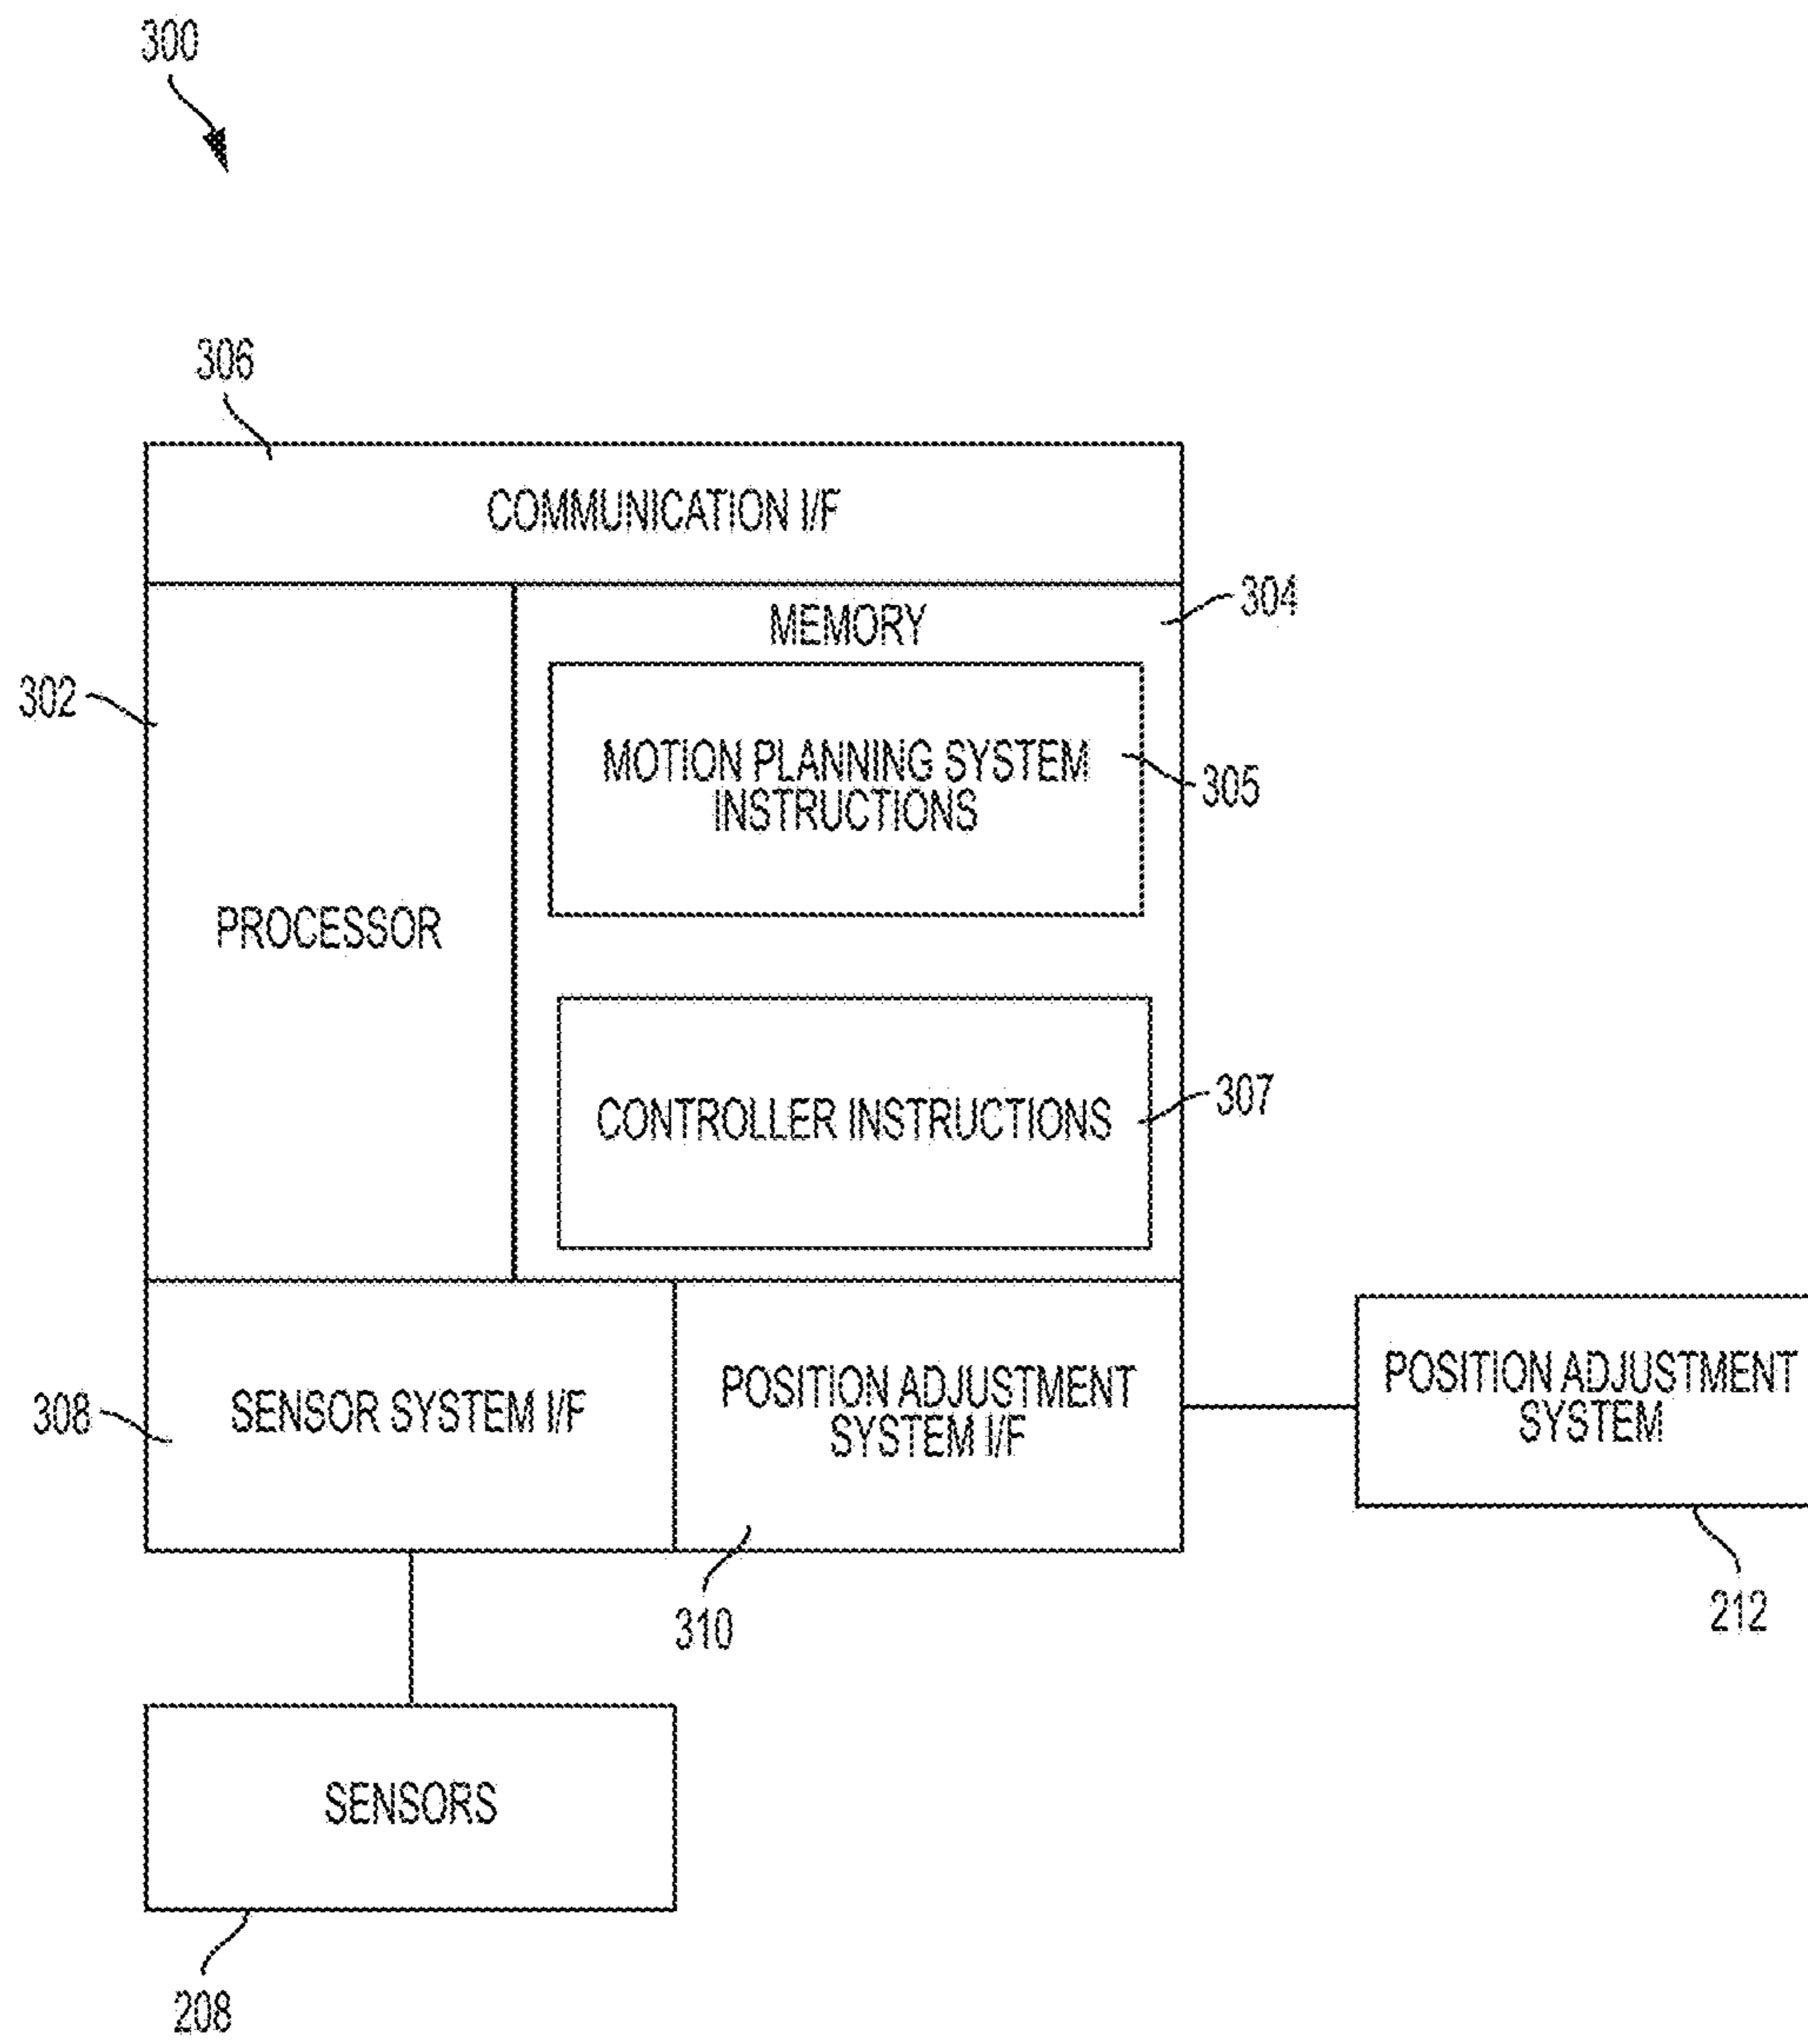 300
306
COMMUNICATION I/F
304
MEMORY
302
MOTION PLANNING SYSTEM
INSTRUCTIONS
305
PROCESSOR
CONTROLLER INSTRUCTIONS
307
308
SENSOR SYSTEM I/F
POSITION ADJUSTMENT
SYSTEM I/F
POSITION ADJUSTMENT
SYSTEM
310
212
SENSORS
208